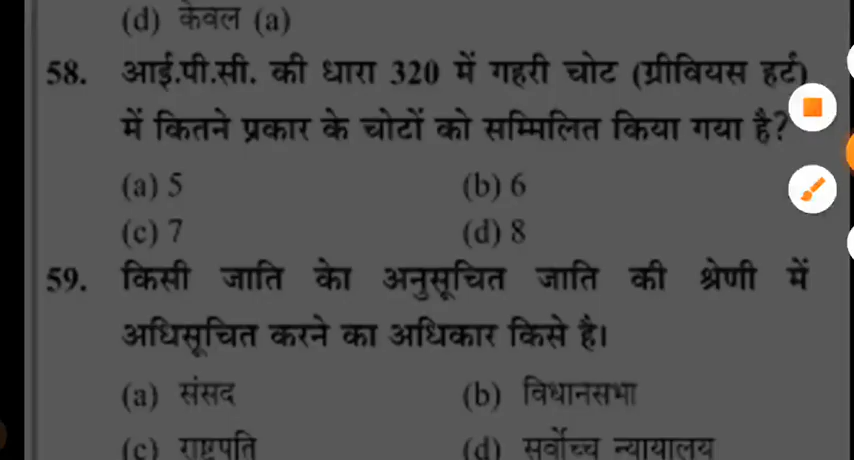 (d) केवल (a)
58. आई.पी.सी. की धारा 320 में गहरी चोट (ग्रीवियस हर्ट)
में कितने प्रकार के चोटों को सम्मिलित किया गया है?
(a) 5 (b) 6
(c) 7 (d) 8
59. किसी जाति केा अनुसूचित जाति की श्रेणी में
अधिसूचित करने का अधिकार किसे है।
(a) संसद (b) विधानसभा
(c) राष्ट्रपति (d) सर्वोच्च न्यायालय